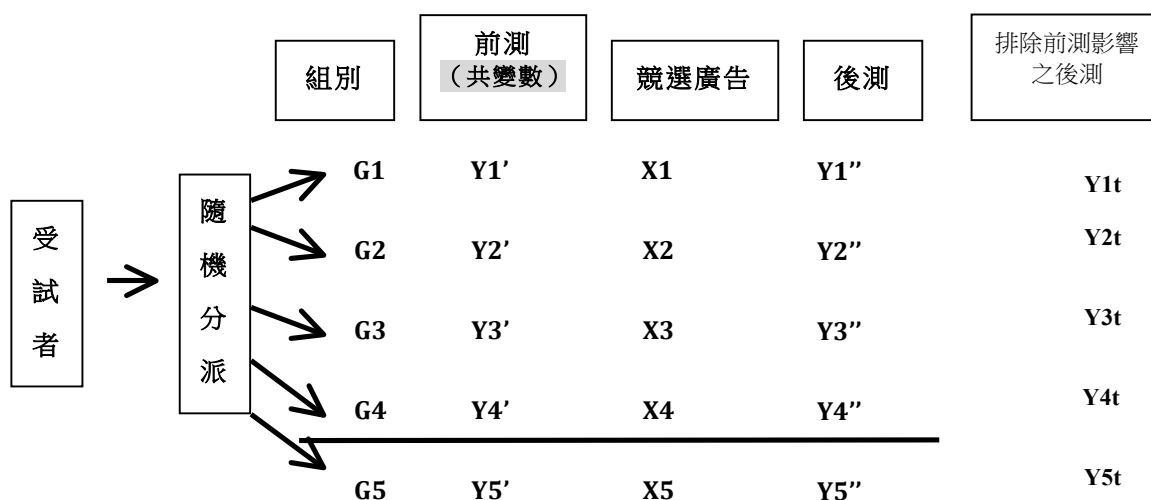 組別
前測
（共變數）
競選廣告
後測
排除前測影響
之後測
受試者
隨機分派
G1 Y1’ X1 Y1’’ Y1t
G2 Y2’ X2 Y2’’ Y2t
G3 Y3’ X3 Y3’’ Y3t
G4 Y4’ X4 Y4’’ Y4t
G5 Y5’ X5 Y5’’ Y5t